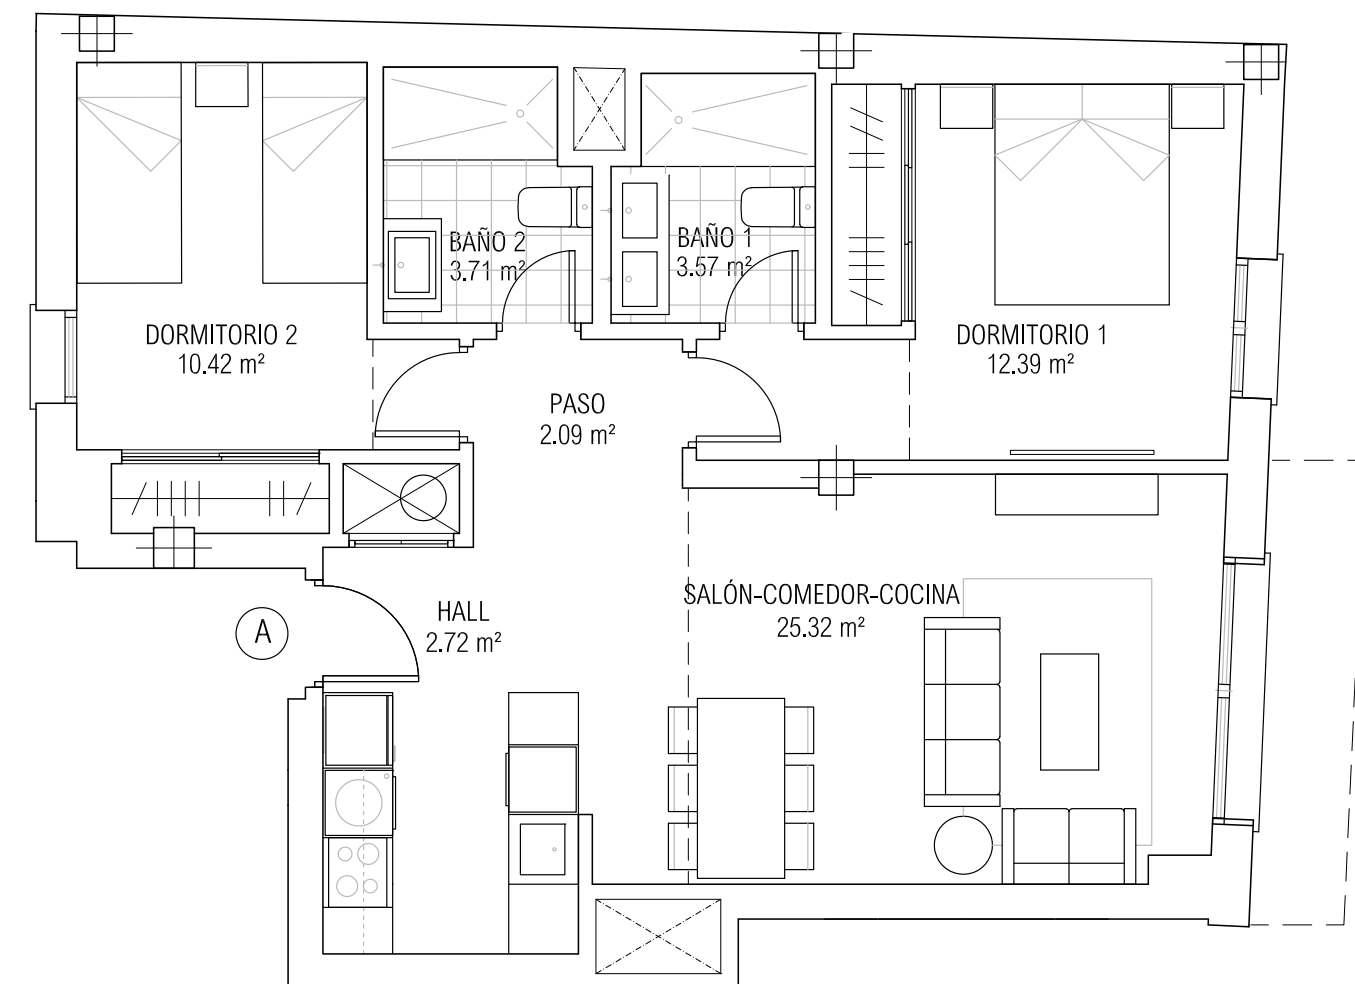 BAÑO 2
3.71 m²
BAÑO 1
3.57 m²
DORMITORIO 2
10.42 m²
DORMITORIO 1
12.39 m²
PASO
2.09 m²
HALL
2.72 m²
SALÓN-COMEDOR-COCINA
25.32 m²
A